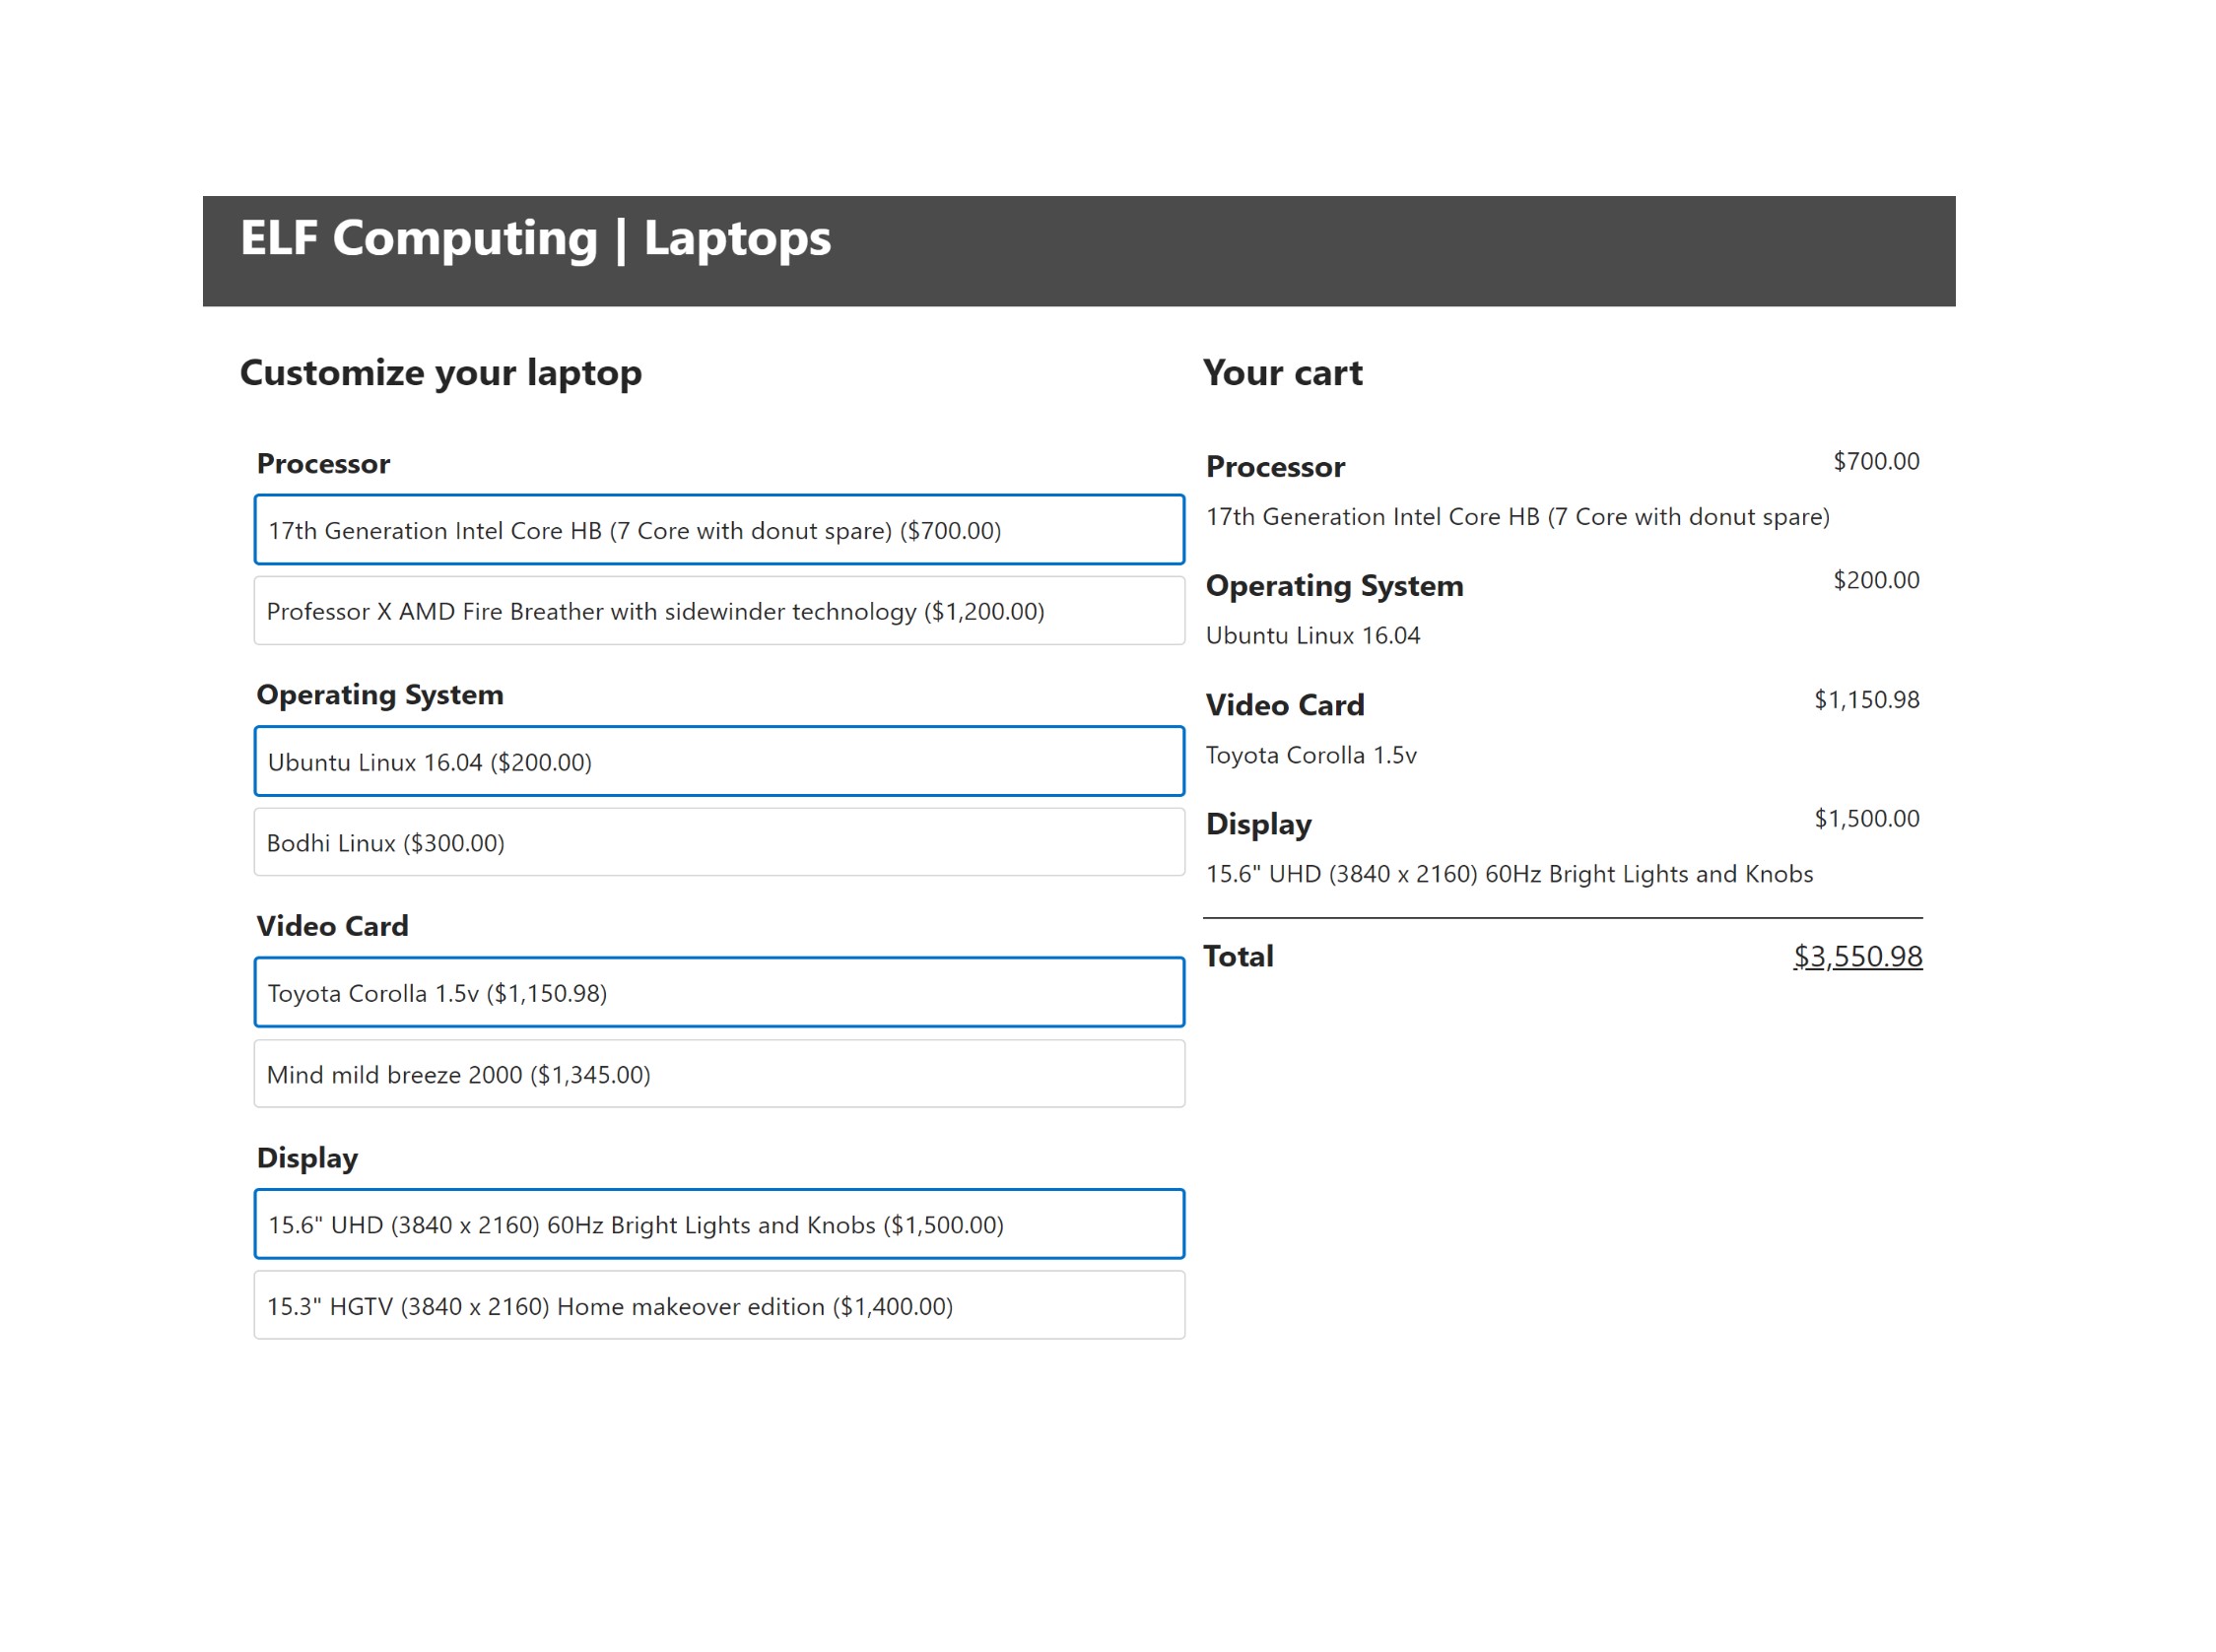 ELF Computing | Laptops
Customize your laptop
Processor
17th Generation Intel Core HB (7 Core with donut spare) ($700.00)
Professor X AMD Fire Breather with sidewinder technology ($1,200.00)
Operating System
Ubuntu Linux 16.04 ($200.00)
Bodhi Linux ($300.00)
Video Card
Toyota Corolla 1.5v ($1,150.98)
Mind mild breeze 2000 ($1,345.00)
Display
15.6" UHD (3840 x 2160) 60Hz Bright Lights and Knobs ($1,500.00)
15.3" HGTV (3840 x 2160) Home makeover edition ($1,400.00)
Your cart
Processor $700.00
17th Generation Intel Core HB (7 Core with donut spare)
Operating System $200.00
Ubuntu Linux 16.04
Video Card $1,150.98
Toyota Corolla 1.5v
Display $1,500.00
15.6" UHD (3840 x 2160) 60Hz Bright Lights and Knobs
Total $3,550.98